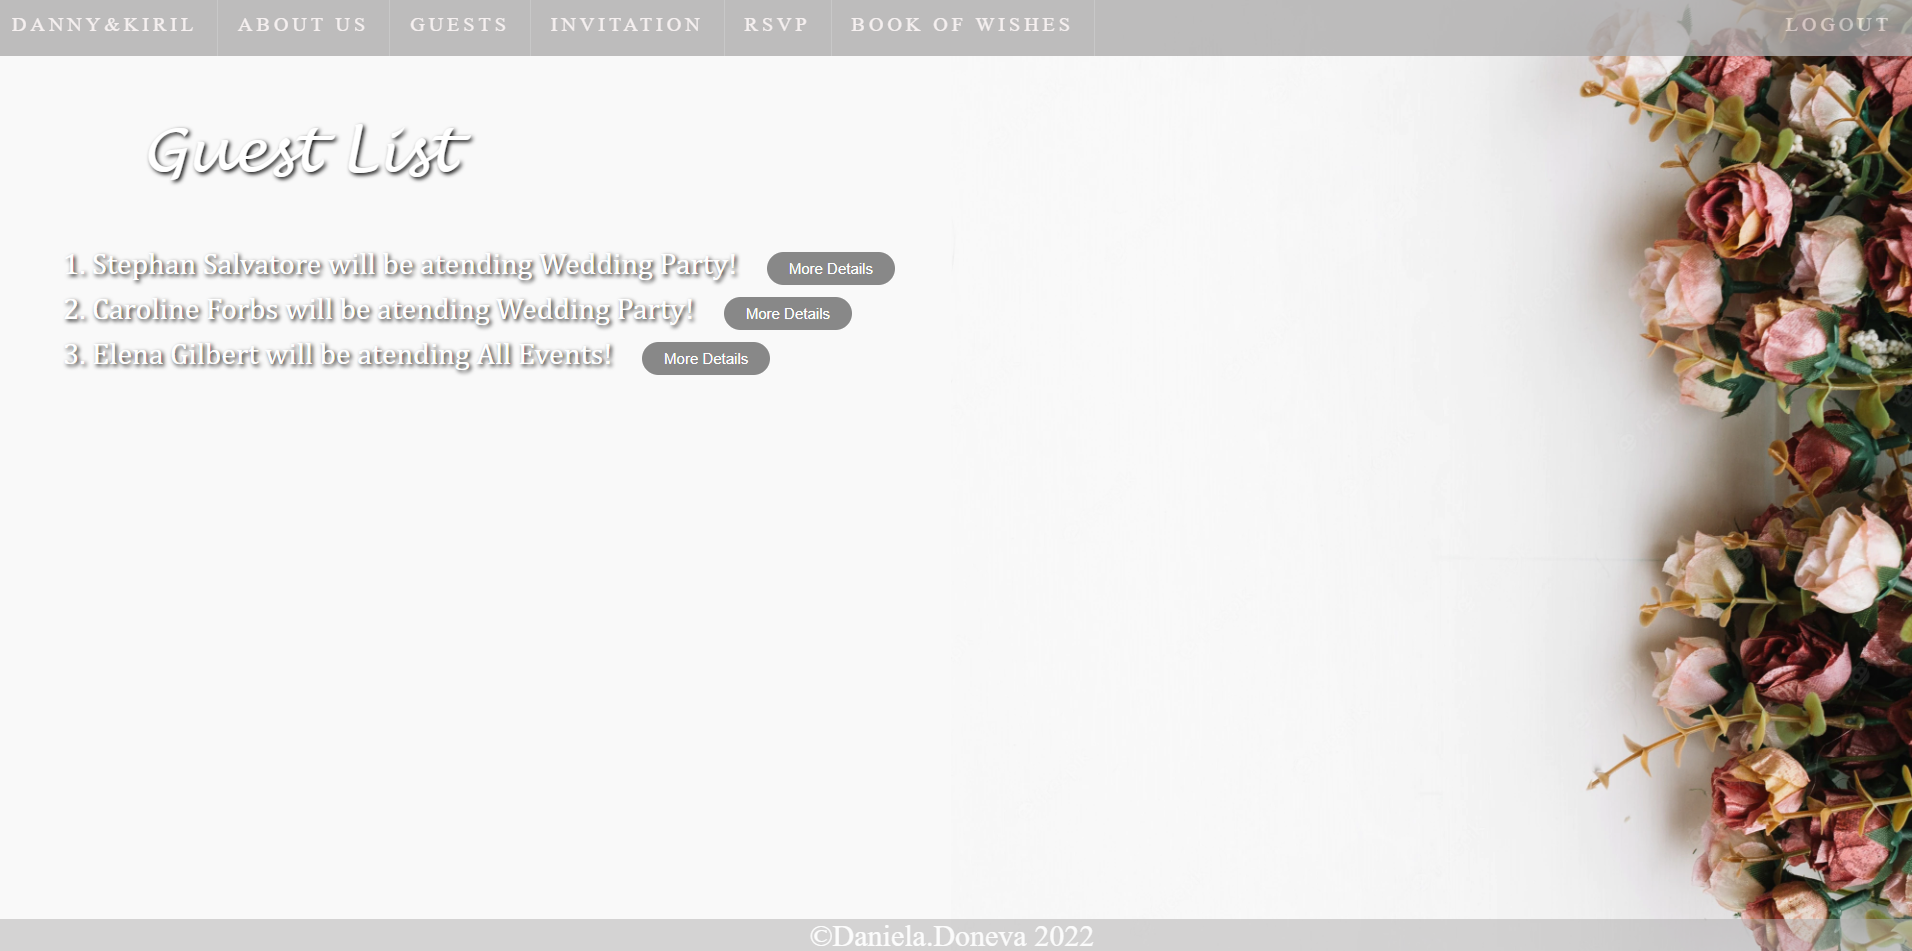 DANNY&KIRIL ABOUT US GUESTS INVITATION RSVP BOOK OF WISHES LOGOUT
Guest List
1. Stephan Salvatore will be atending Wedding Party! More Details
2. Caroline Forbs will be atending Wedding Party! More Details
3. Elena Gilbert will be atending All Events! More Details
©Daniela.Doneva 2022